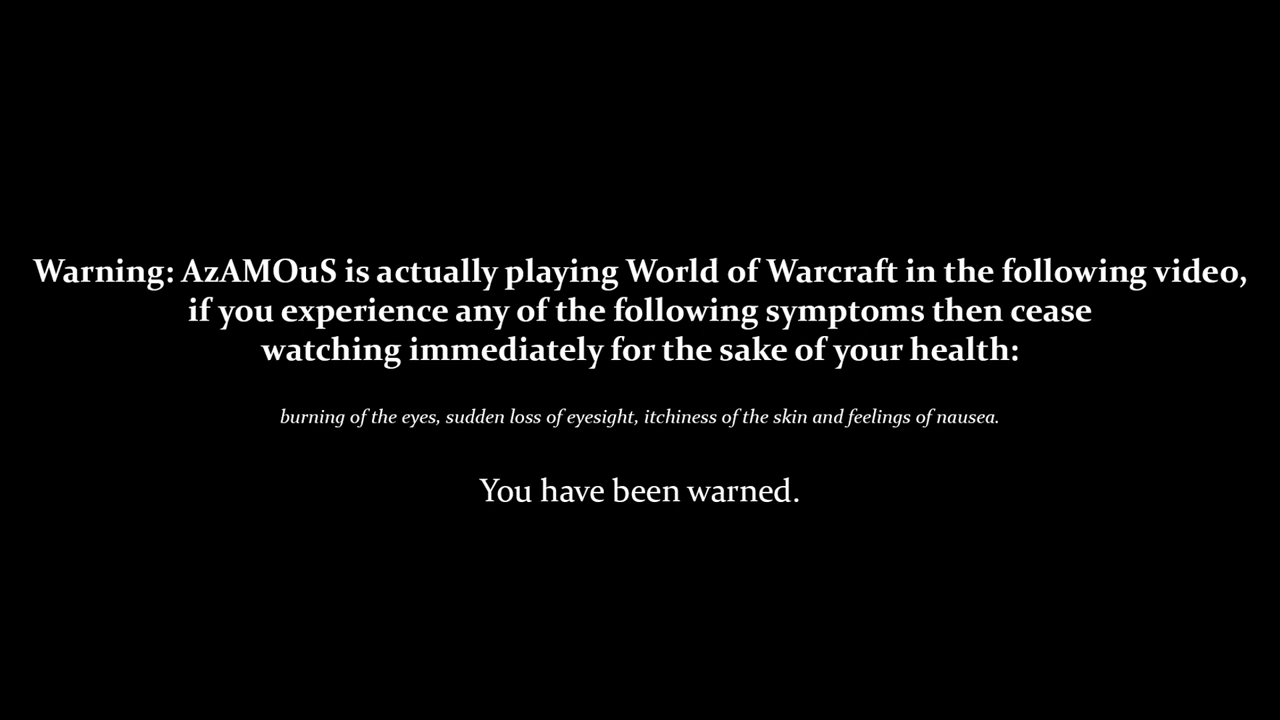 Warning: AzAMOuS is actually playing World of Warcraft in the following video,
if you experience any of the following symptoms then cease
watching immediately for the sake of your health:
burning of the eyes, sudden loss of eyesight, itchiness of the skin and feelings of nausea.
You have been warned.